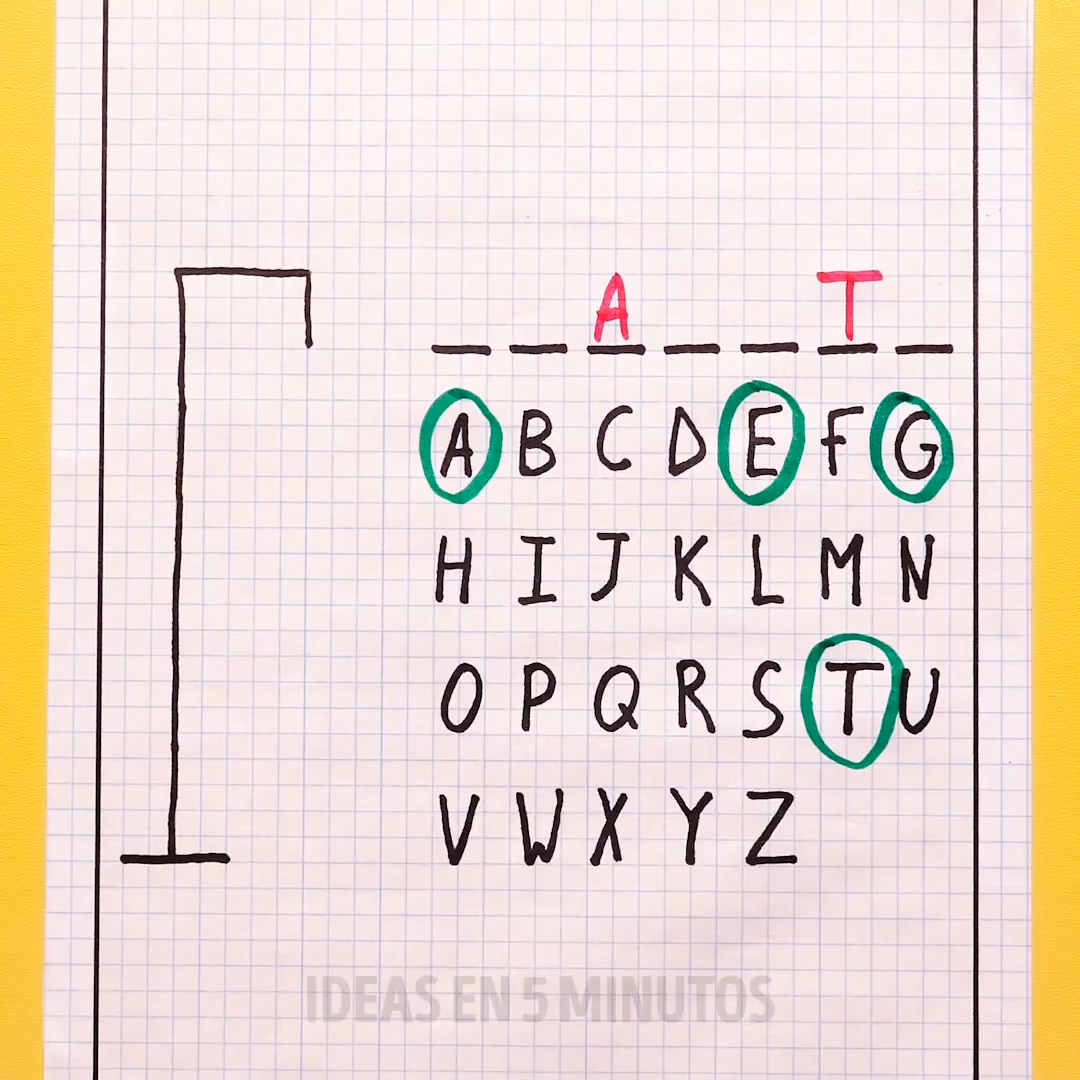 A T
A B C D E F G
H I J K L M N
O P Q R S T U
V W X Y Z
IDEAS EN 5 MINUTOS